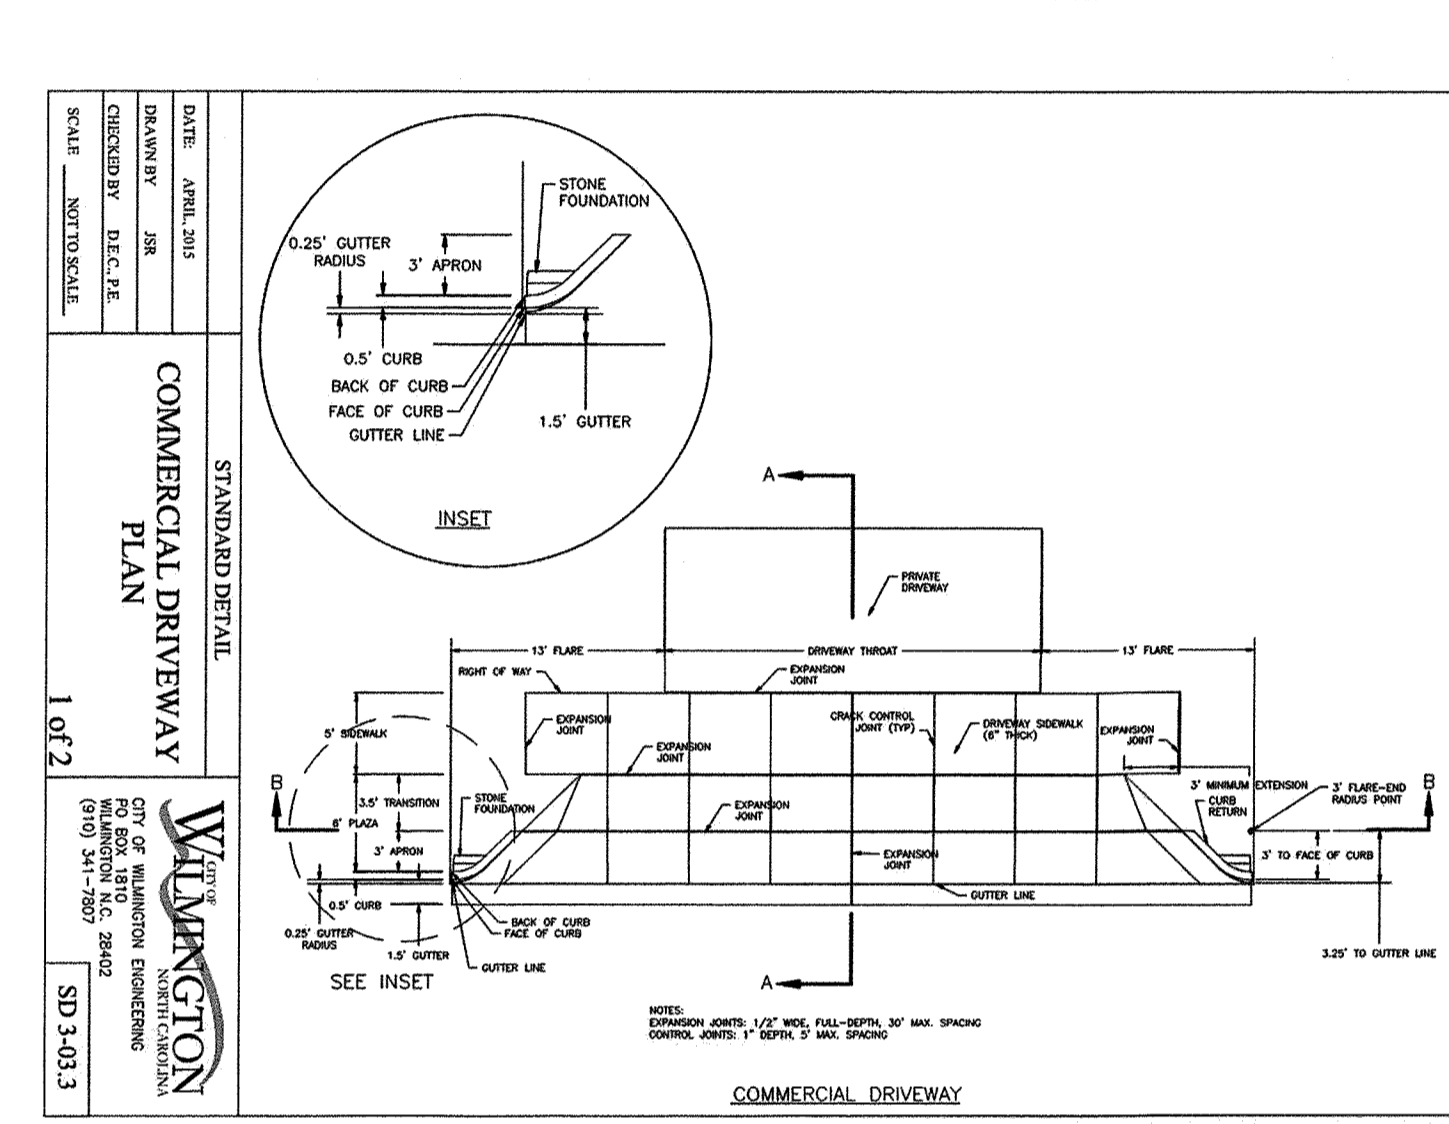 DATE: APRIL, 2015
DRAWN BY JSR
CHECKED BY D.E.C., P.E.
SCALE NOT TO SCALE
STANDARD DETAIL
COMMERCIAL DRIVEWAY
PLAN
1 of 2
CITY OF
WILMINGTON
NORTH CAROLINA
CITY OF WILMINGTON ENGINEERING
PO BOX 1810
WILMINGTON N.C. 28402
(910) 341-7807
SD 3-03.3
STONE
FOUNDATION
0.25' GUTTER
RADIUS
3' APRON
0.5' CURB
BACK OF CURB
FACE OF CURB
GUTTER LINE
1.5' GUTTER
INSET
A
PRIVATE
DRIVEWAY
13' FLARE
DRIVEWAY THROAT
13' FLARE
RIGHT OF WAY
EXPANSION
JOINT
5' SIDEWALK
EXPANSION
JOINT
EXPANSION
JOINT
CRACK CONTROL
JOINT (TYP)
DRIVEWAY SIDEWALK
(6" THICK)
EXPANSION
JOINT
B
3.5' TRANSITION
6' PLAZA
3' APRON
STONE
FOUNDATION
EXPANSION
JOINT
EXPANSION
JOINT
3' MINIMUM EXTENSION
CURB
RETURN
3' FLARE-END
RADIUS POINT
B
3' TO FACE OF CURB
GUTTER LINE
0.5' CURB
0.25' GUTTER
RADIUS
1.5' GUTTER
BACK OF CURB
FACE OF CURB
GUTTER LINE
3.25' TO GUTTER LINE
SEE INSET
A
NOTES:
EXPANSION JOINTS: 1/2" WIDE, FULL-DEPTH, 30' MAX. SPACING
CONTROL JOINTS: 1" DEPTH, 5' MAX. SPACING
COMMERCIAL DRIVEWAY